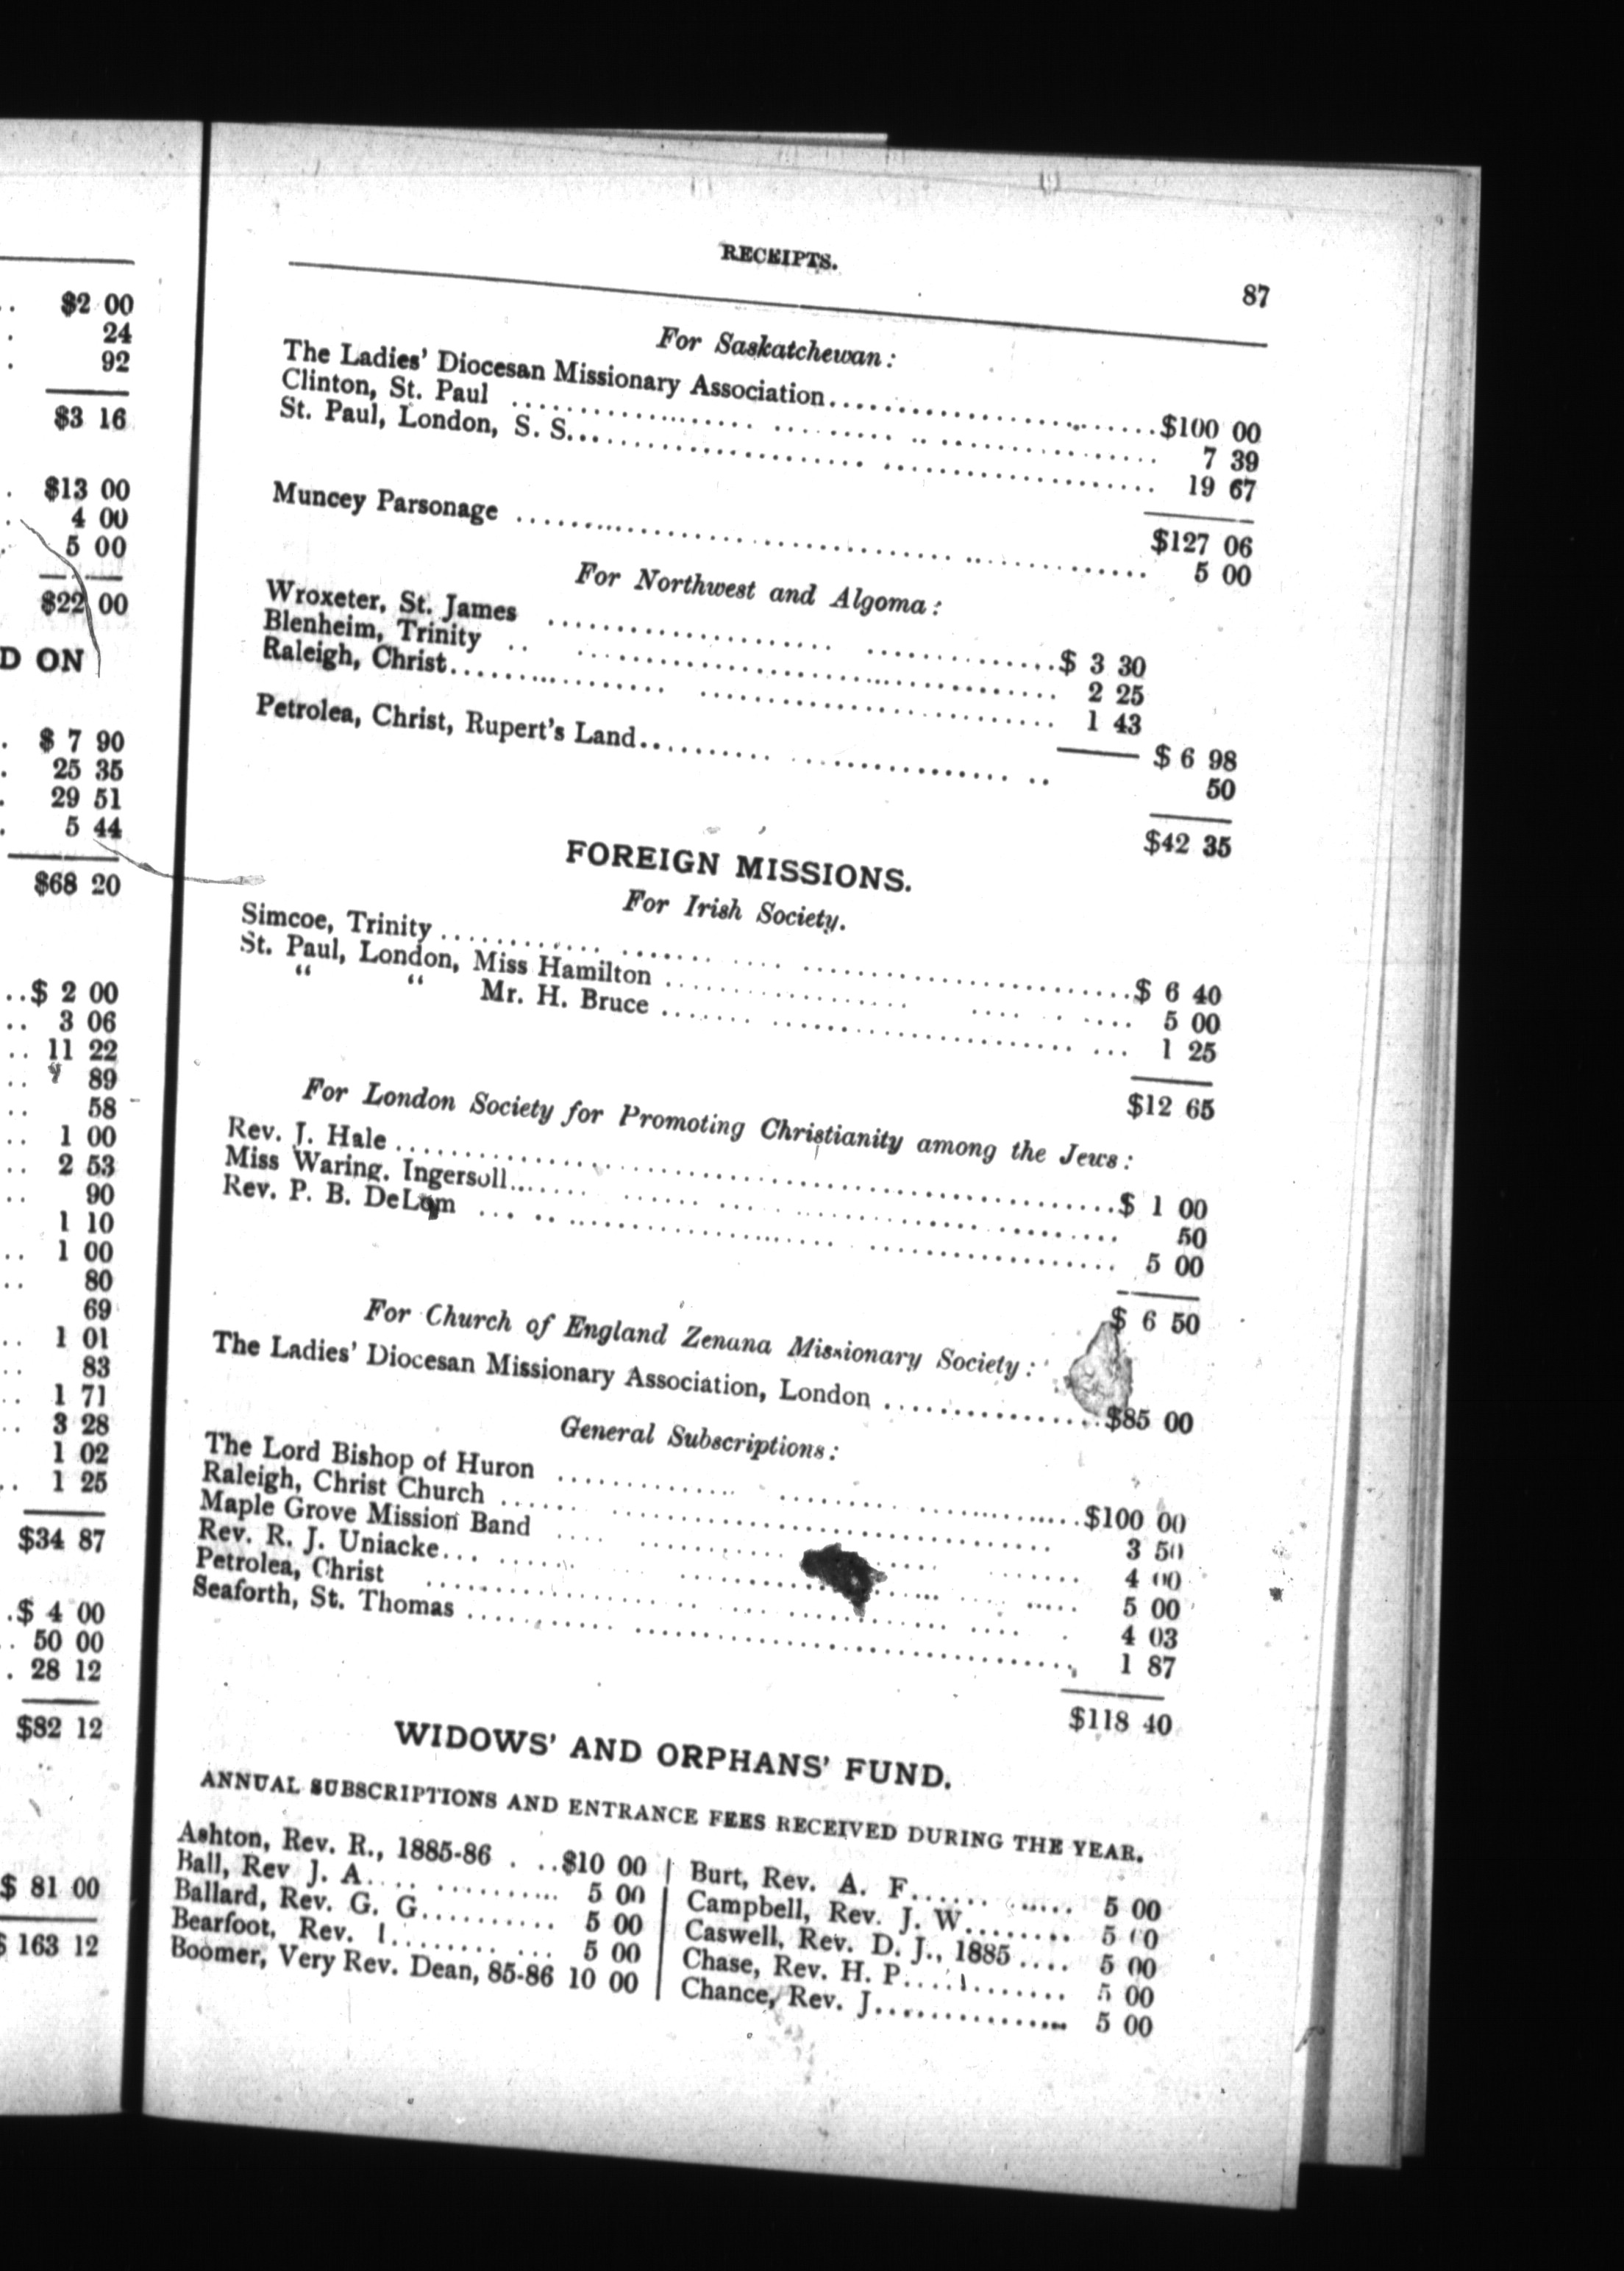 $2 00
24
92
$3 16
$13 00
4 00
5 00
$22 00
D ON
$ 7 90
25 35
29 51
5 44
$68 20
..$ 2 00
.. 3 06
.. 11 22
.. 89
.. 58
.. 1 00
.. 2 53
.. 90
1 10
.. 1 00
.. 80
69
.. 1 01
83
.. 1 71
.. 3 28
1 02
.. 1 25
$34 87
.$ 4 00
.. 50 00
. 28 12
$82 12
$ 81 00
$ 163 12
RECEIPTS.
87
For Saskatchewan:
The Ladies' Diocesan Missionary Association........................$100 00
Clinton, St. Paul ........................ 7 39
St. Paul, London, S. S........................ 19 67
$127 06
Muncey Parsonage ........................ 5 00
For Northwest and Algoma:
Wroxeter, St. James ........................$ 3 30
Blenheim, Trinity ........................ 2 25
Raleigh, Christ........................ 1 43
$ 6 98
Petrolea, Christ, Rupert's Land........................ 50
$42 35
FOREIGN MISSIONS.
For Irish Society.
Simcoe, Trinity ........................$ 6 40
St. Paul, London, Miss Hamilton ........................ 5 00
“ “ Mr. H. Bruce ........................ 1 25
$12 65
For London Society for Promoting Christianity among the Jews:
Rev. J. Hale ........................$ 1 00
Miss Waring, Ingersoll........................ 50
Rev. P. B. DeLom ........................ 5 00
$ 6 50
For Church of England Zenana Missionary Society:
The Ladies' Diocesan Missionary Association, London ................$85 00
General Subscriptions:
The Lord Bishop of Huron ........................$100 00
Raleigh, Christ Church ........................ 3 50
Maple Grove Mission Band ........................ 4 00
Rev. R. J. Uniacke........................ 5 00
Petrolea, Christ ........................ 4 03
Seaforth, St. Thomas ........................ 1 87
$118 40
WIDOWS' AND ORPHANS' FUND.
ANNUAL SUBSCRIPTIONS AND ENTRANCE FEES RECEIVED DURING THE YEAR.
Ashton, Rev. R., 1885-86 . ..$10 00
Ball, Rev J. A.... .......... 5 00
Ballard, Rev. G. G.......... 5 00
Bearfoot, Rev. I......... ... 5 00
Boomer, Very Rev. Dean, 85-86 10 00
Burt, Rev. A. F...... ...... 5 00
Campbell, Rev. J. W........ 5 00
Caswell, Rev. D. J., 1885 .... 5 00
Chase, Rev. H. P............ 5 00
Chance, Rev. J............... 5 00